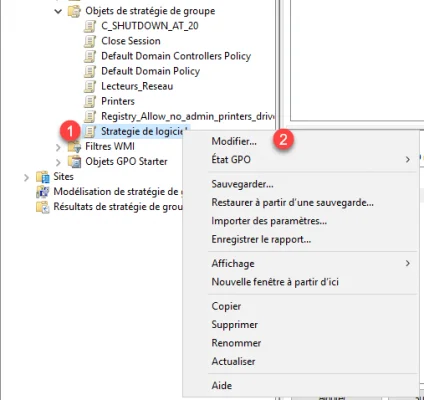 Objets de stratégie de groupe
C_SHUTDOWN_AT_20
Close Session
Default Domain Controllers Policy
Default Domain Policy
Lecteurs_Reseau
Printers
Registry_Allow_no_admin_printers_drive
1 Strategie de logiciel
Filtres WMI
Objets GPO Starter
Sites
Modélisation de stratégie de g
Résultats de stratégie de grou
Modifier... 2
État GPO
Sauvegarder...
Restaurer à partir d'une sauvegarde...
Importer des paramètres...
Enregistrer le rapport...
Affichage
Nouvelle fenêtre à partir d'ici
Copier
Supprimer
Renommer
Actualiser
Aide